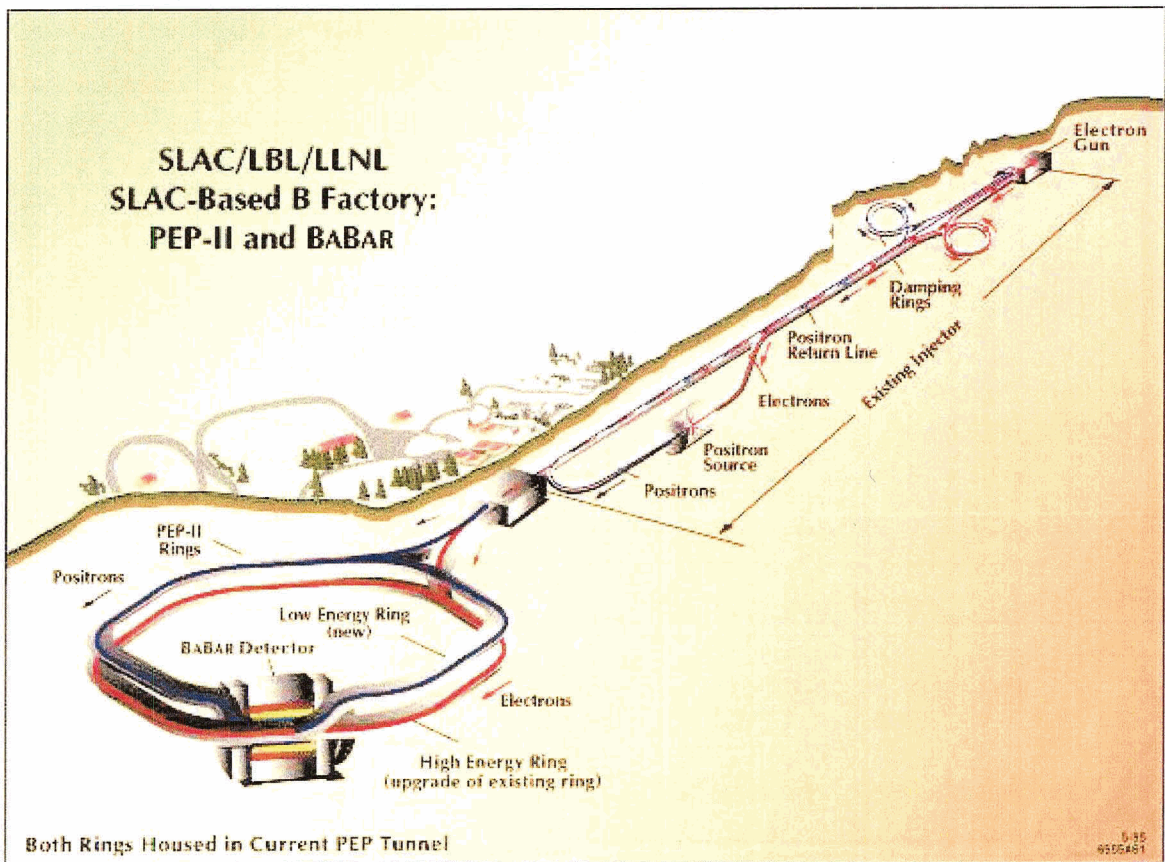 SLAC/LBL/LLNL
SLAC-Based B Factory:
PEP-II and BABAR
Electron
Gun
Damping
Rings
Positron
Return Line
Existing Injector
Electrons
Positron
Source
Positrons
PEP-II
Rings
Positrons
Low Energy Ring
(new)
BABAR Detector
Electrons
High Energy Ring
(upgrade of existing ring)
Both Rings Housed in Current PEP Tunnel
5-95